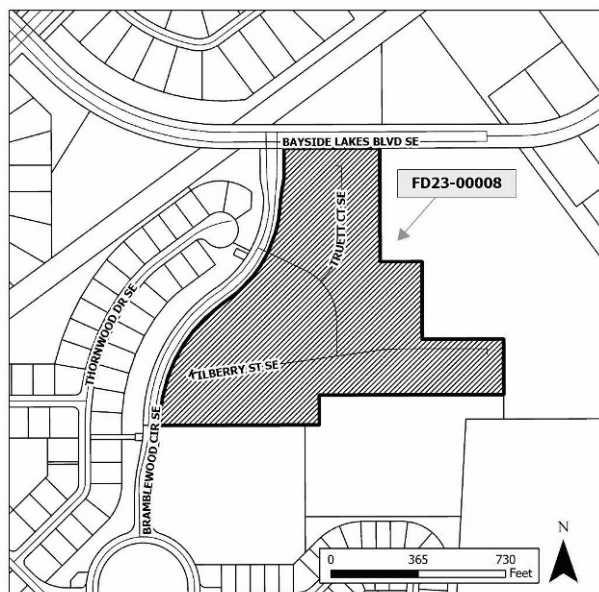 BAYSIDE LAKES BLVD SE
FD23-00008
TRUETT CT SE
THORNWOOD DR SE
TILBERRY ST SE
BRAMBLEWOOD CIR SE
N
0 365 730
Feet